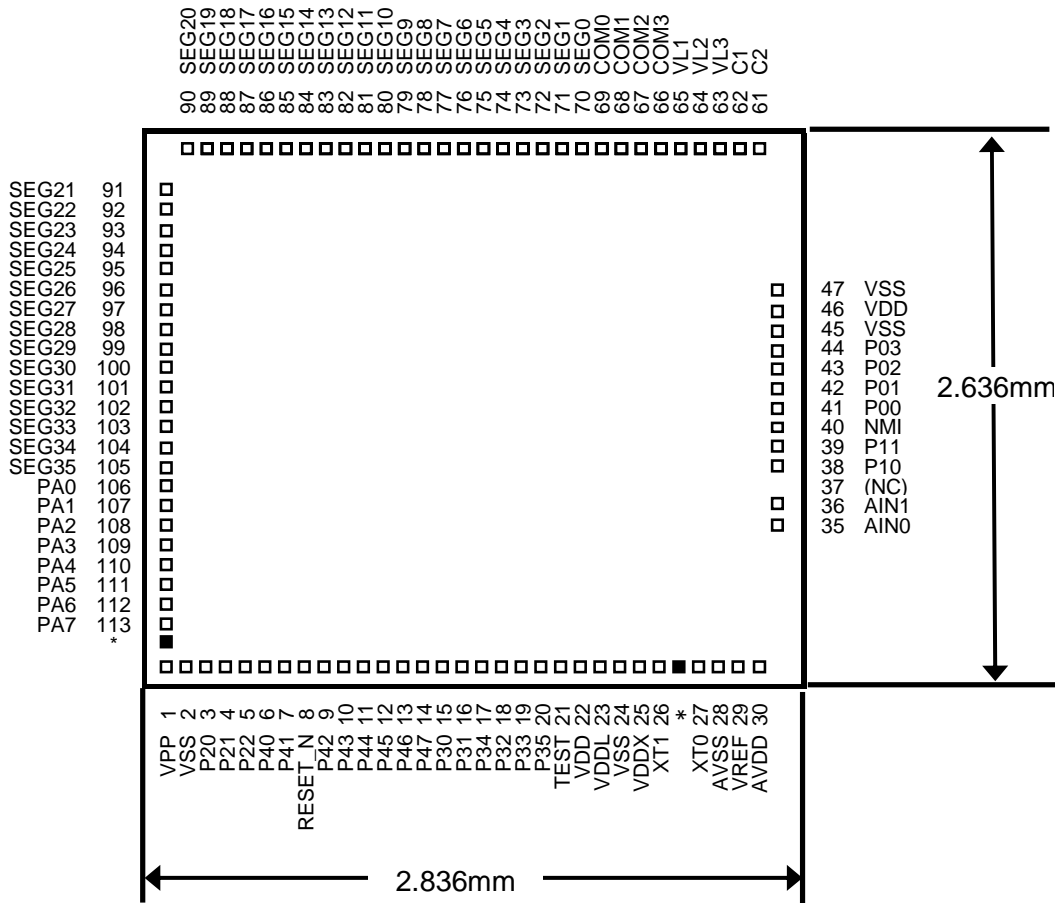 90 SEG20
89 SEG19
88 SEG18
87 SEG17
86 SEG16
85 SEG15
84 SEG14
83 SEG13
82 SEG12
81 SEG11
80 SEG10
79 SEG9
78 SEG8
77 SEG7
76 SEG6
75 SEG5
74 SEG4
73 SEG3
72 SEG2
71 SEG1
70 SEG0
69 COM0
68 COM1
67 COM2
66 COM3
65 VL1
64 VL2
63 VL3
62 C1
61 C2
SEG21 91
SEG22 92
SEG23 93
SEG24 94
SEG25 95
SEG26 96
SEG27 97
SEG28 98
SEG29 99
SEG30 100
SEG31 101
SEG32 102
SEG33 103
SEG34 104
SEG35 105
PA0 106
PA1 107
PA2 108
PA3 109
PA4 110
PA5 111
PA6 112
PA7 113
*
47 VSS
46 VDD
45 VSS
44 P03
43 P02
42 P01
41 P00
40 NMI
39 P11
38 P10
37 (NC)
36 AIN1
35 AIN0
2.636mm
VPP 1
VSS 2
P20 3
P21 4
P22 5
P40 6
P41 7
RESET_N 8
P42 9
P43 10
P44 11
P45 12
P46 13
P47 14
P30 15
P31 16
P34 17
P32 18
P33 19
P35 20
TEST 21
VDD 22
VDDL 23
VSS 24
VDDX 25
XT1 26
*
XT0 27
AVSS 28
VREF 29
AVDD 30
2.836mm